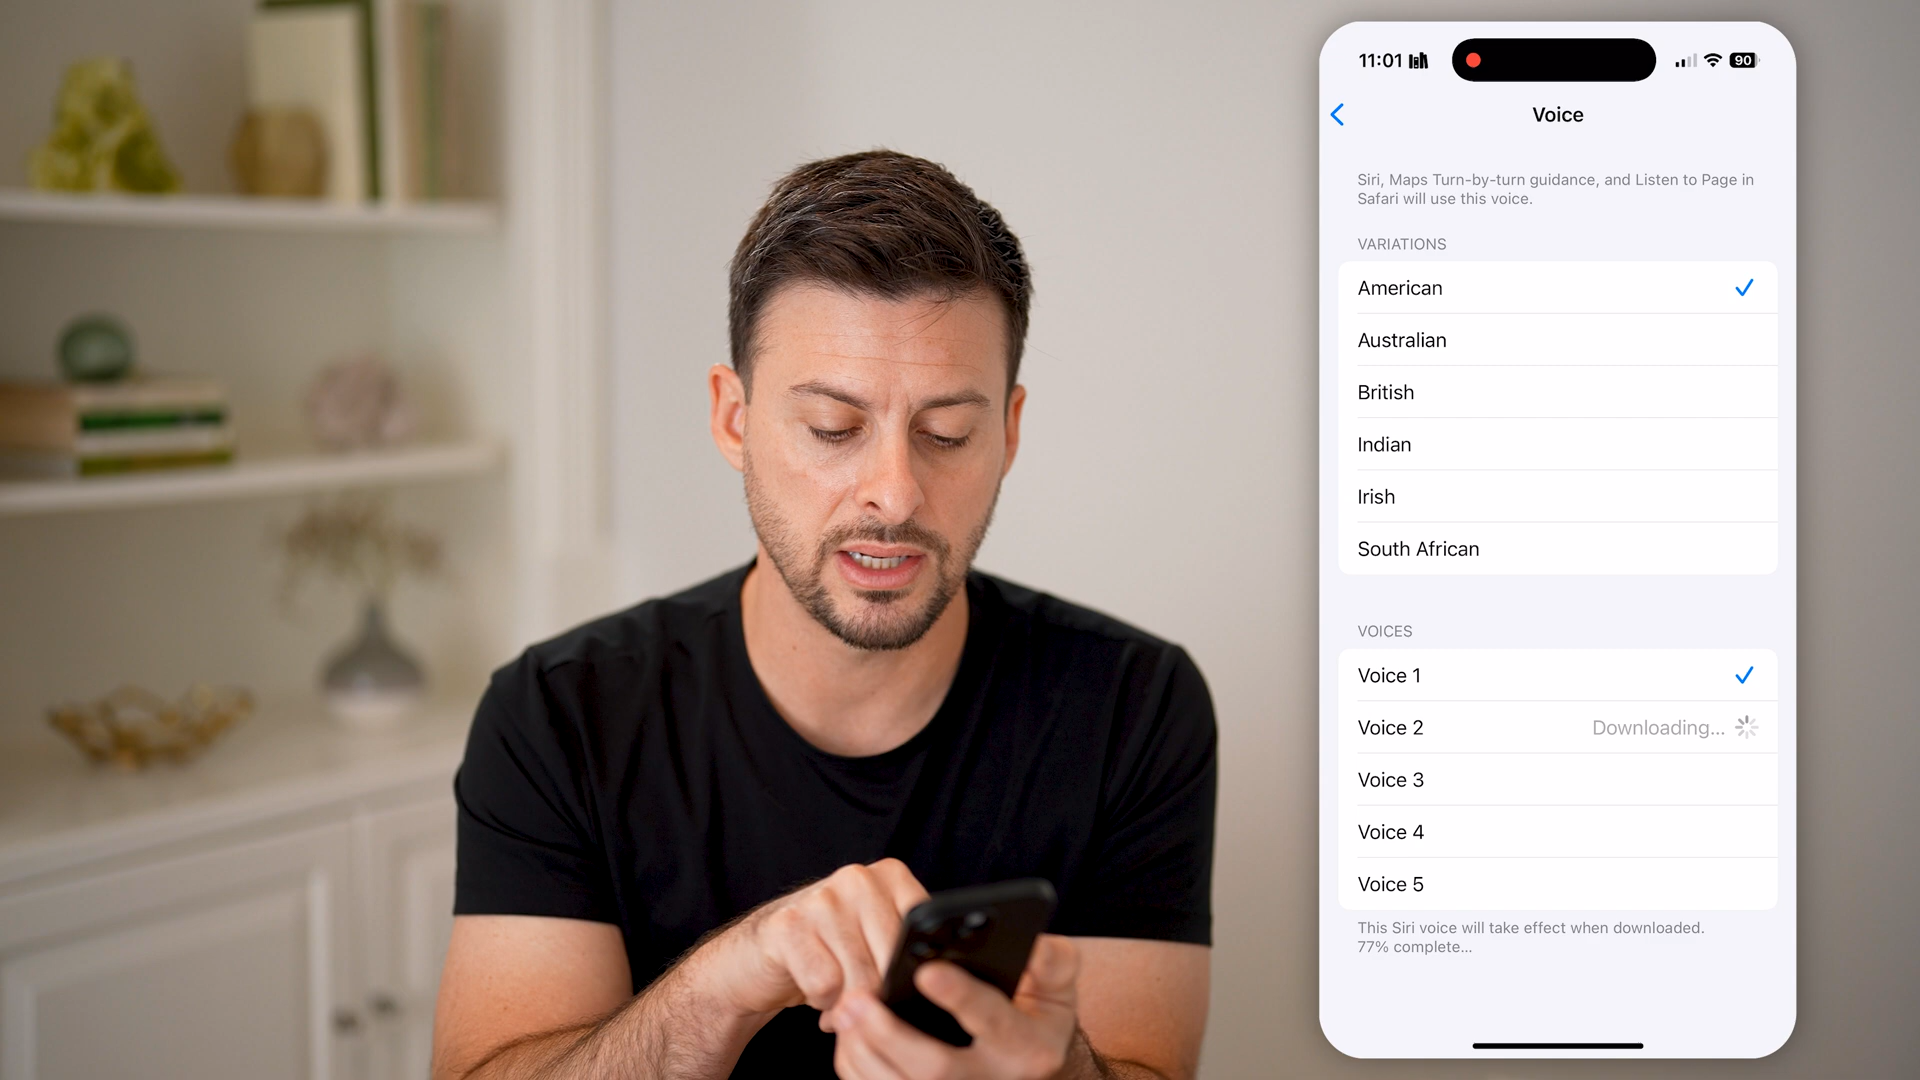 11:01
90
Voice
Siri, Maps Turn-by-turn guidance, and Listen to Page in
Safari will use this voice.
VARIATIONS
American
Australian
British
Indian
Irish
South African
VOICES
Voice 1
Voice 2 Downloading...
Voice 3
Voice 4
Voice 5
This Siri voice will take effect when downloaded.
77% complete...